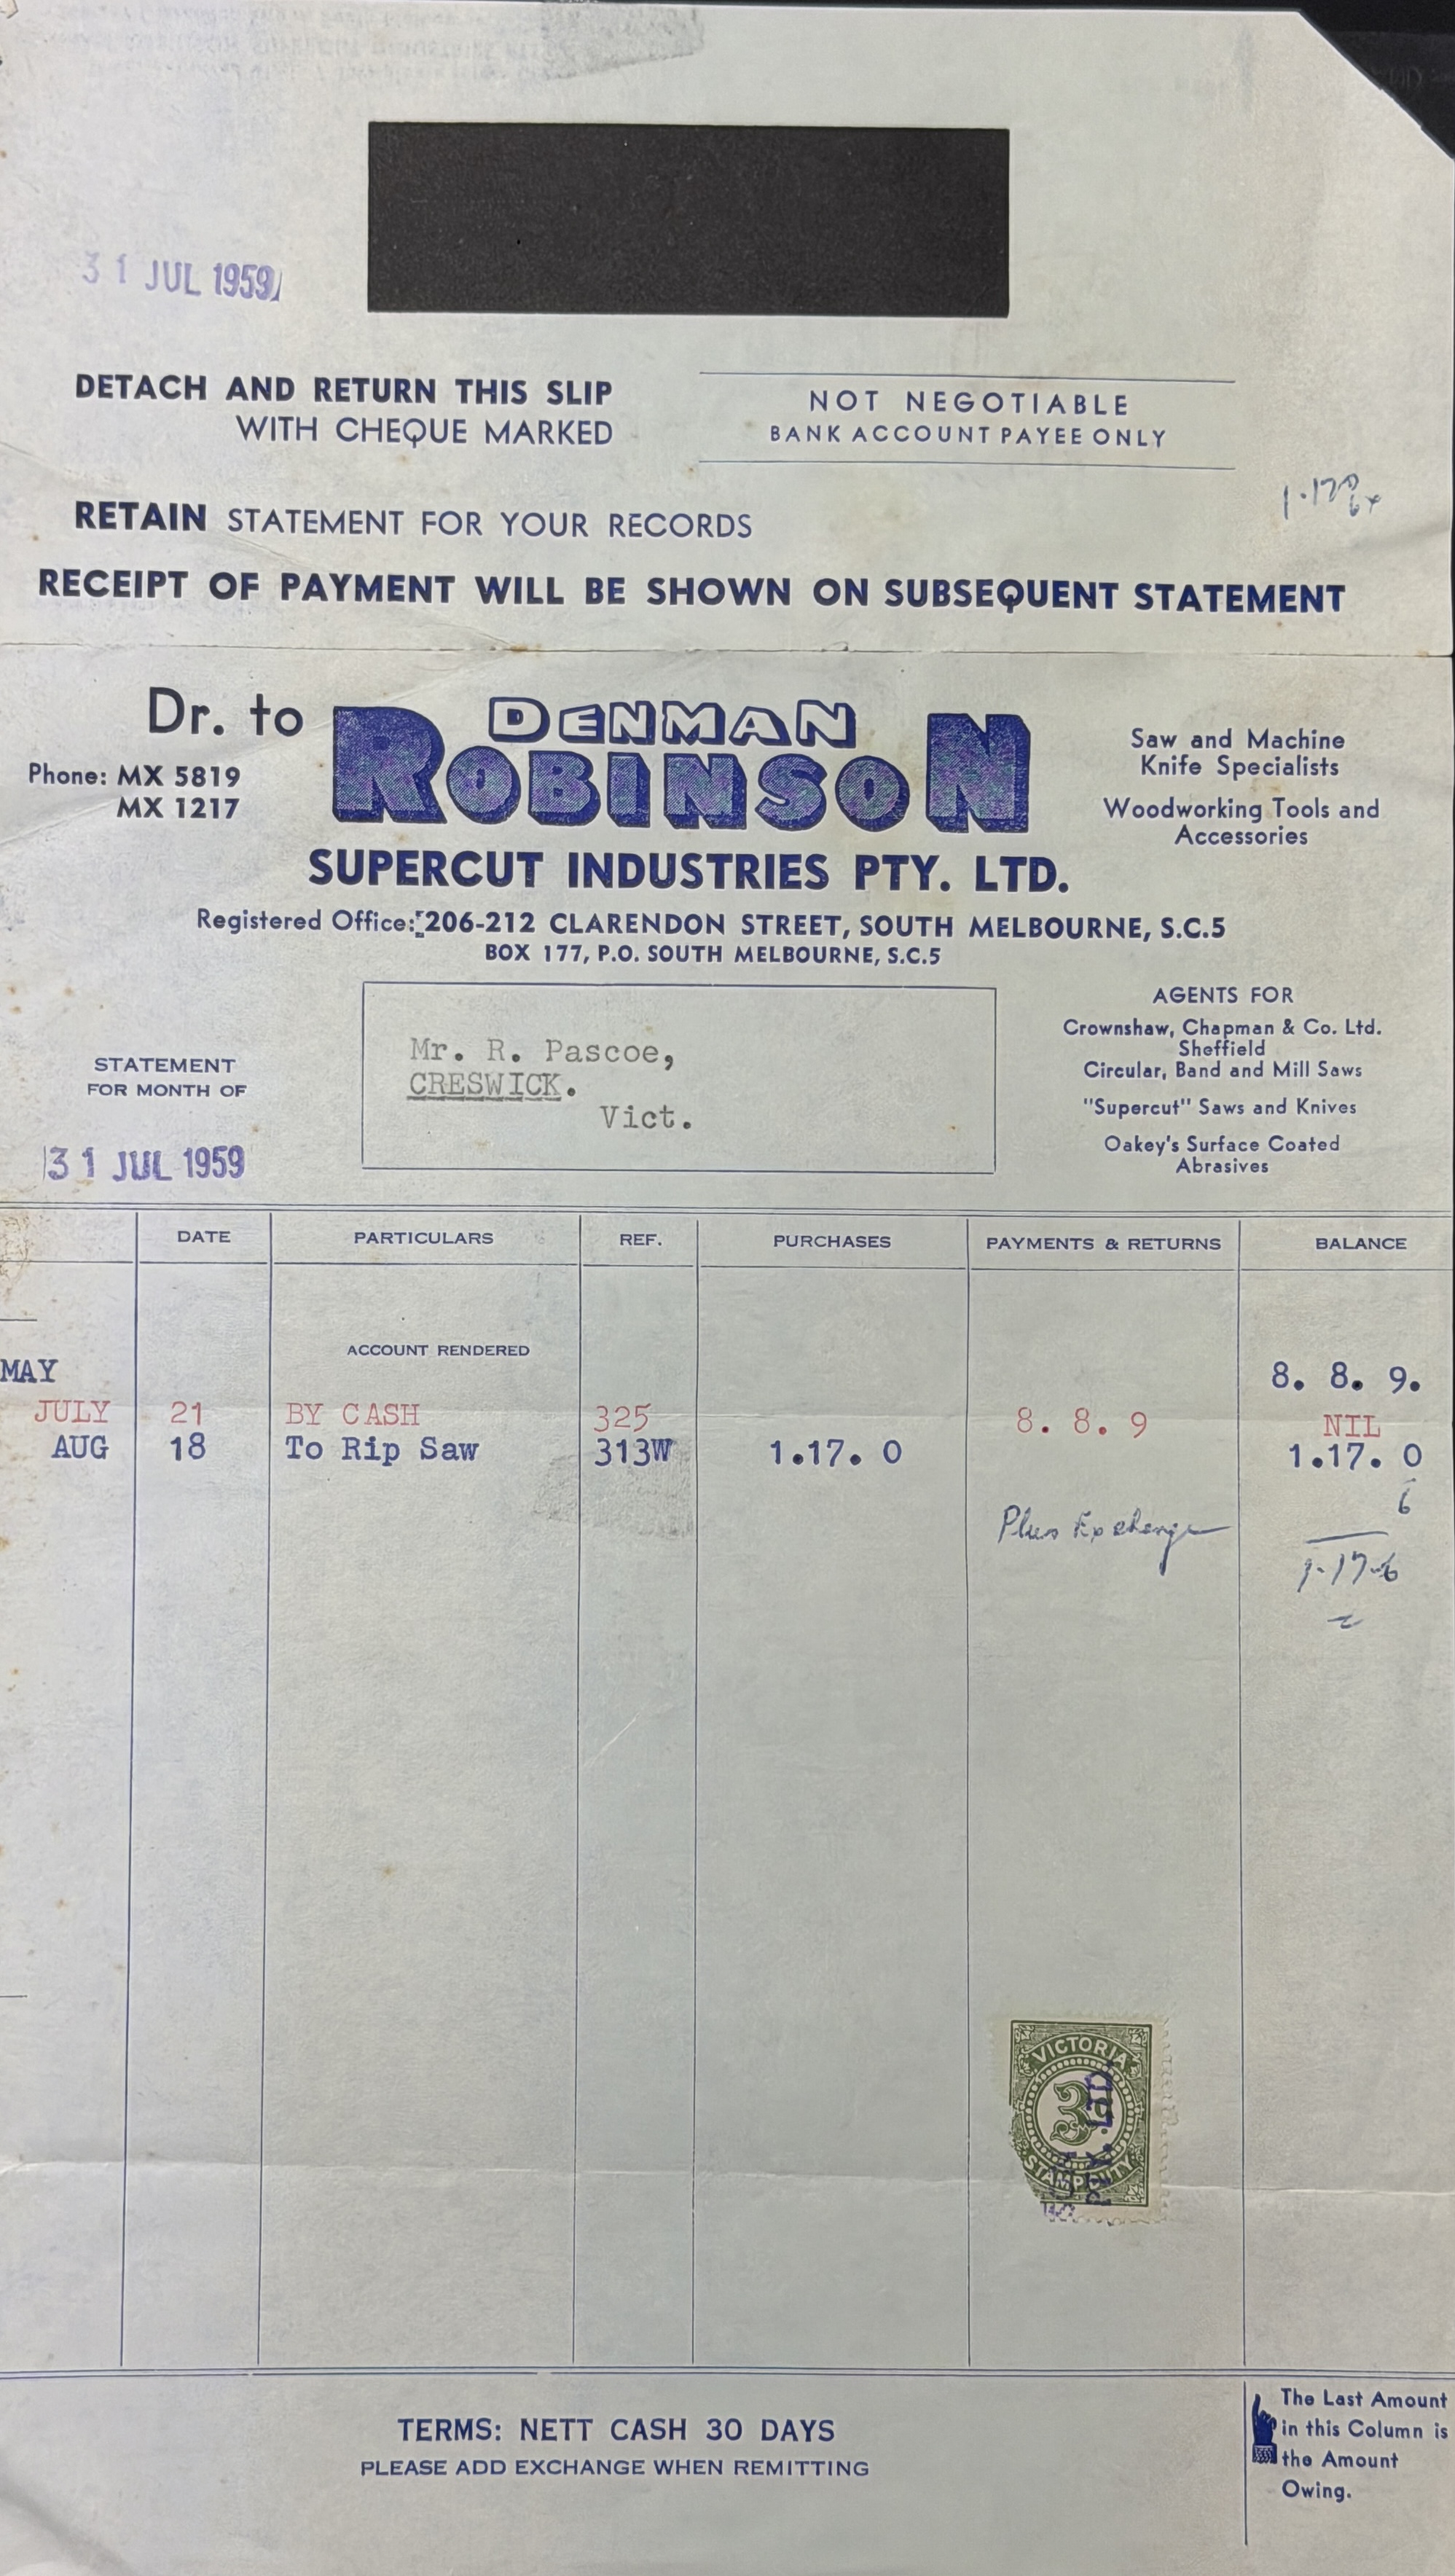 31 JUL 1959
DETACH AND RETURN THIS SLIP
WITH CHEQUE MARKED
NOT NEGOTIABLE
BANK ACCOUNT PAYEE ONLY
RETAIN STATEMENT FOR YOUR RECORDS
RECEIPT OF PAYMENT WILL BE SHOWN ON SUBSEQUENT STATEMENT
Dr. to
DENMAN
ROBINSON
SUPERCUT INDUSTRIES PTY. LTD.
Phone: MX 5819
MX 1217
Saw and Machine
Knife Specialists
Woodworking Tools and
Accessories
Registered Office: 206-212 CLARENDON STREET, SOUTH MELBOURNE, S.C.5
BOX 177, P.O. SOUTH MELBOURNE, S.C.5
STATEMENT
FOR MONTH OF
31 JUL 1959
Mr. R. Pascoe,
CRESWICK.
Vict.
AGENTS FOR
Crownshaw, Chapman & Co. Ltd.
Sheffield
Circular, Band and Mill Saws
"Supercut" Saws and Knives
Oakey's Surface Coated
Abrasives
DATE PARTICULARS REF. PURCHASES PAYMENTS & RETURNS BALANCE
ACCOUNT RENDERED
MAY 8. 8. 9.
JULY 21 BY CASH 325 8. 8. 9 NIL
AUG 18 To Rip Saw 313W 1.17. 0 1.17. 0
Plus Exchange 6
1-17-6
VICTORIA
3d
STAMP DUTY
PTY. LTD.
TERMS: NETT CASH 30 DAYS
PLEASE ADD EXCHANGE WHEN REMITTING
The Last Amount
in this Column is
the Amount
Owing.